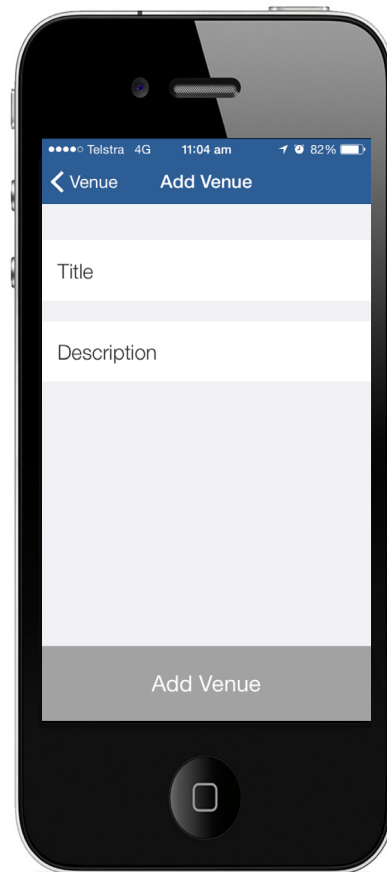 Telstra 4G 11:04 am 82%
Venue Add Venue
Title
Description
Add Venue